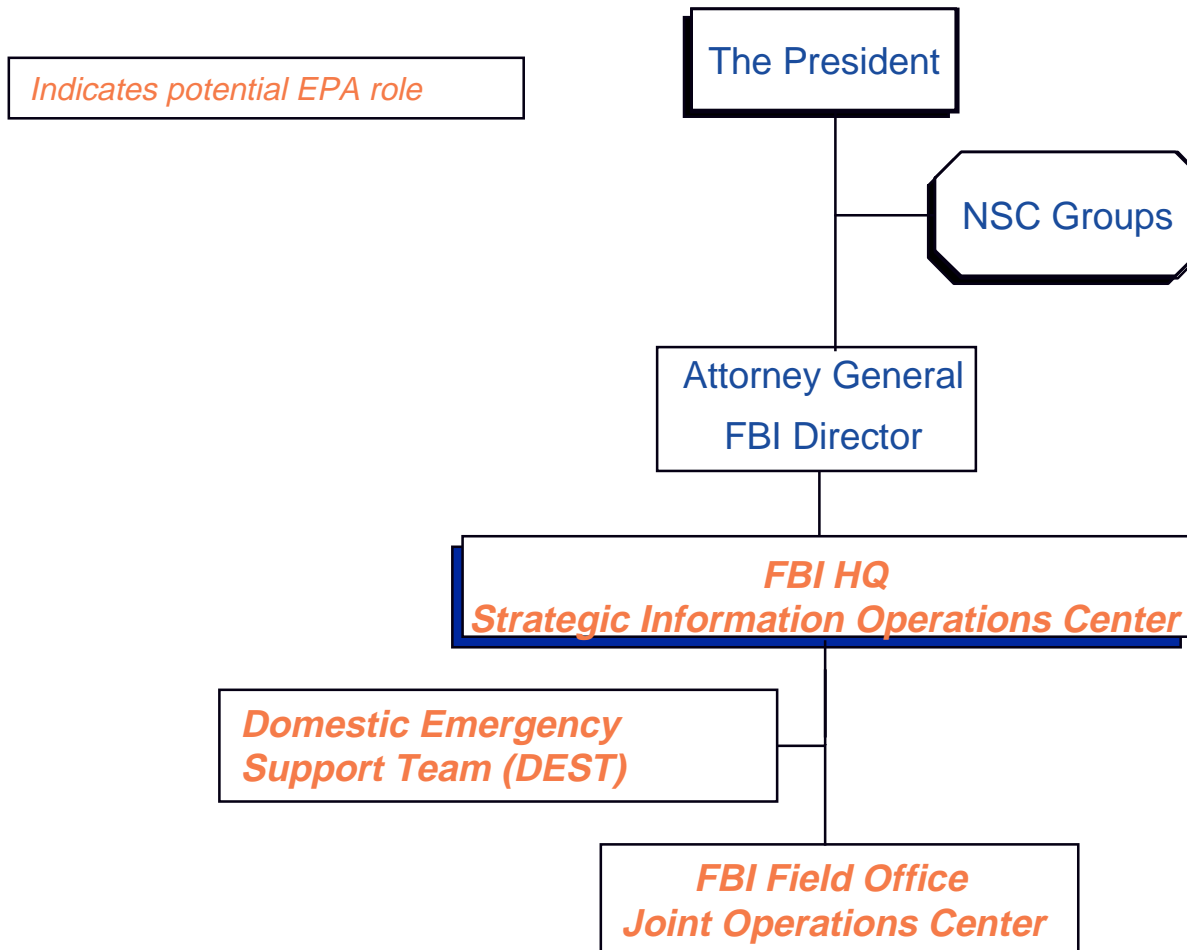 The President
Indicates potential EPA role
NSC Groups
Attorney General
FBI Director
FBI HQ
Strategic Information Operations Center
Domestic Emergency
Support Team (DEST)
FBI Field Office
Joint Operations Center